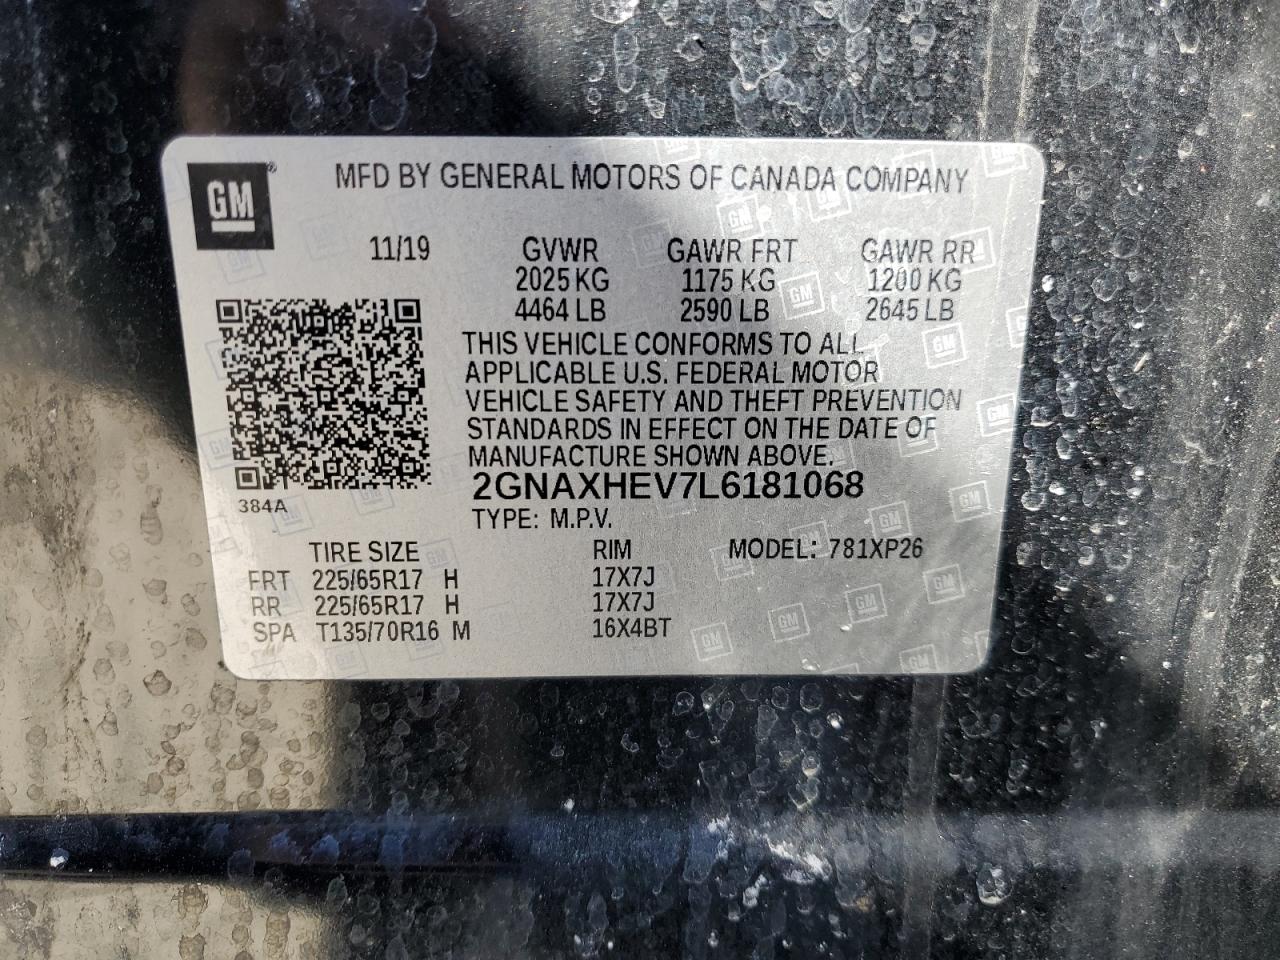 GM ®
MFD BY GENERAL MOTORS OF CANADA COMPANY
11/19 GVWR GAWR FRT GAWR RR
2025 KG 1175 KG 1200 KG
4464 LB 2590 LB 2645 LB
THIS VEHICLE CONFORMS TO ALL
APPLICABLE U.S. FEDERAL MOTOR
VEHICLE SAFETY AND THEFT PREVENTION
STANDARDS IN EFFECT ON THE DATE OF
MANUFACTURE SHOWN ABOVE.
2GNAXHEV7L6181068
384A
TYPE: M.P.V.
TIRE SIZE RIM MODEL: 781XP26
FRT 225/65R17 H 17X7J
RR 225/65R17 H 17X7J
SPA T135/70R16 M 16X4BT